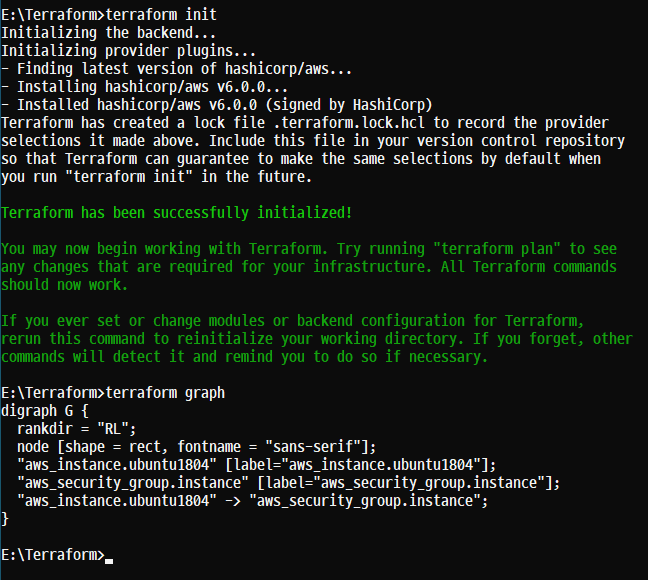 E:\Terraform>terraform init
Initializing the backend...
Initializing provider plugins...
- Finding latest version of hashicorp/aws...
- Installing hashicorp/aws v6.0.0...
- Installed hashicorp/aws v6.0.0 (signed by HashiCorp)
Terraform has created a lock file .terraform.lock.hcl to record the provider
selections it made above. Include this file in your version control repository
so that Terraform can guarantee to make the same selections by default when
you run "terraform init" in the future.
Terraform has been successfully initialized!
You may now begin working with Terraform. Try running "terraform plan" to see
any changes that are required for your infrastructure. All Terraform commands
should now work.
If you ever set or change modules or backend configuration for Terraform,
rerun this command to reinitialize your working directory. If you forget, other
commands will detect it and remind you to do so if necessary.
E:\Terraform>terraform graph
digraph G {
  rankdir = "RL";
  node [shape = rect, fontname = "sans-serif"];
  "aws_instance.ubuntu1804" [label="aws_instance.ubuntu1804"];
  "aws_security_group.instance" [label="aws_security_group.instance"];
  "aws_instance.ubuntu1804" -> "aws_security_group.instance";
}
E:\Terraform>